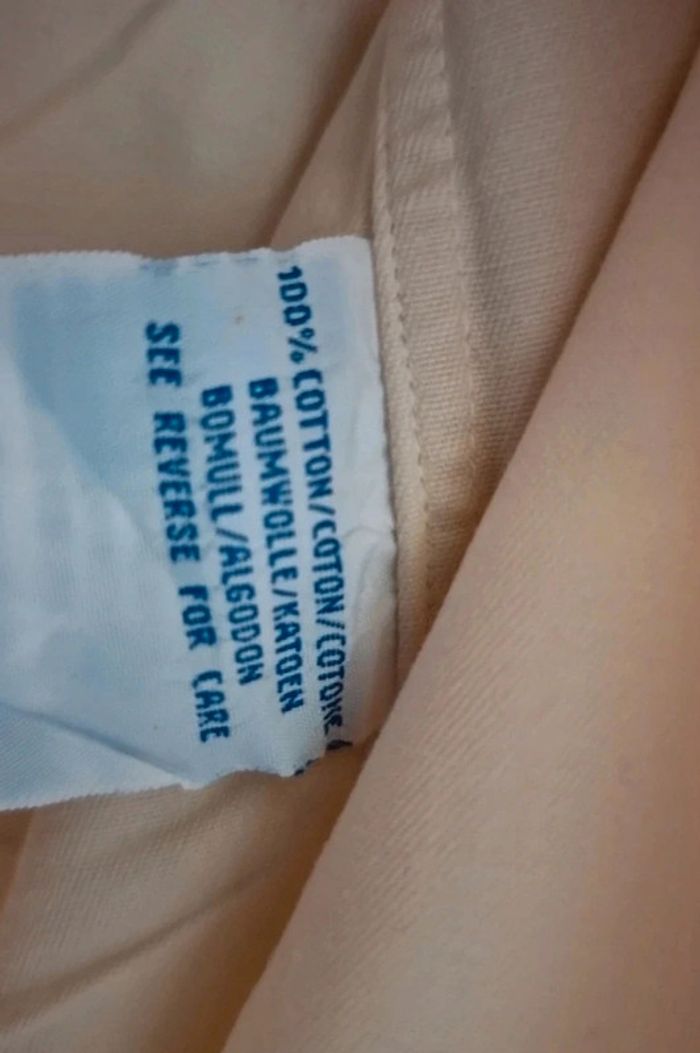 100% COTTON/COTON/COTONE
BAUMWOLLE/KATOEN
BOMULL/ALGODON
SEE REVERSE FOR CARE